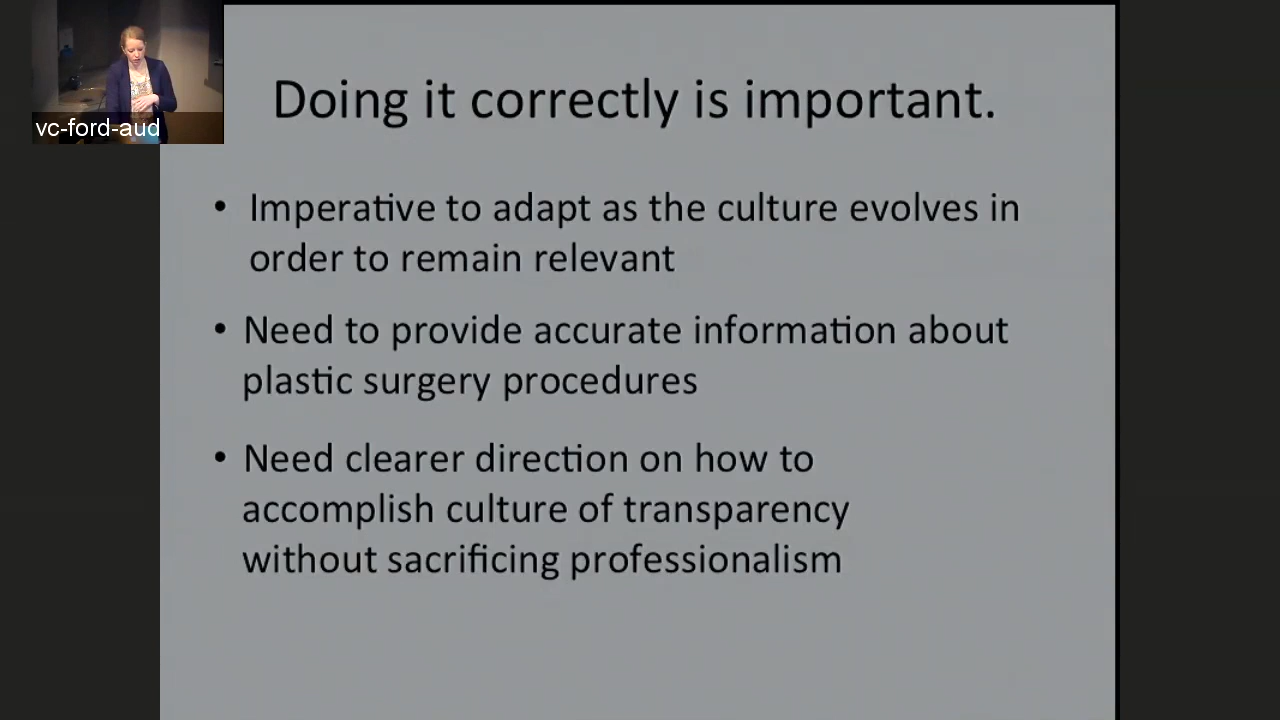 vc-ford-aud
Doing it correctly is important.
• Imperative to adapt as the culture evolves in
order to remain relevant
• Need to provide accurate information about
plastic surgery procedures
• Need clearer direction on how to
accomplish culture of transparency
without sacrificing professionalism